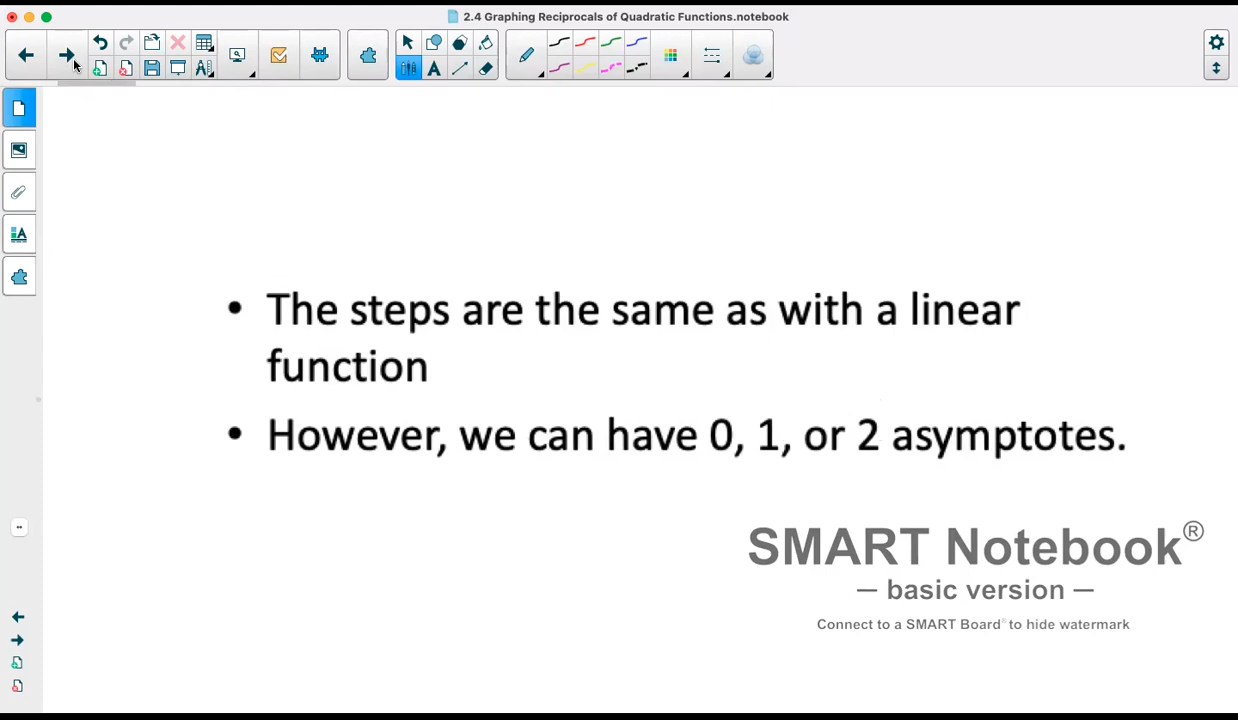 2.4 Graphing Reciprocals of Quadratic Functions.notebook
• The steps are the same as with a linear
function
• However, we can have 0, 1, or 2 asymptotes.
SMART Notebook®
— basic version —
Connect to a SMART Board® to hide watermark